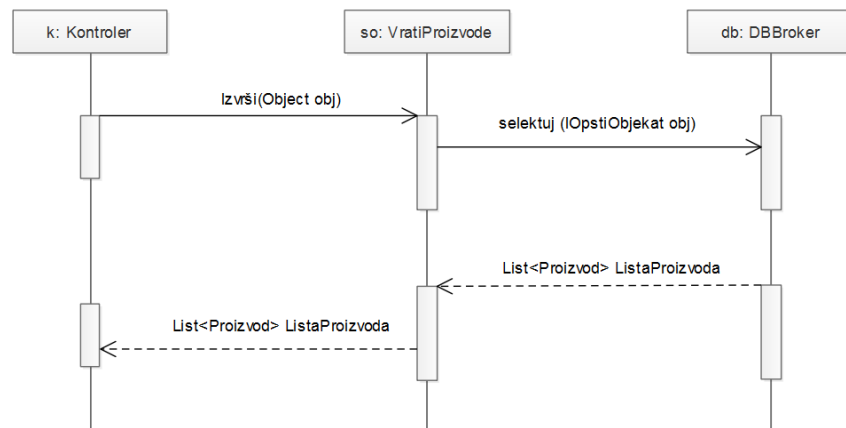 k: Kontroler
so: VratiProizvode
db: DBBroker
Izvrši(Object obj)
selektuj (IOpstiObjekat obj)
List<Proizvod> ListaProizvoda
List<Proizvod> ListaProizvoda